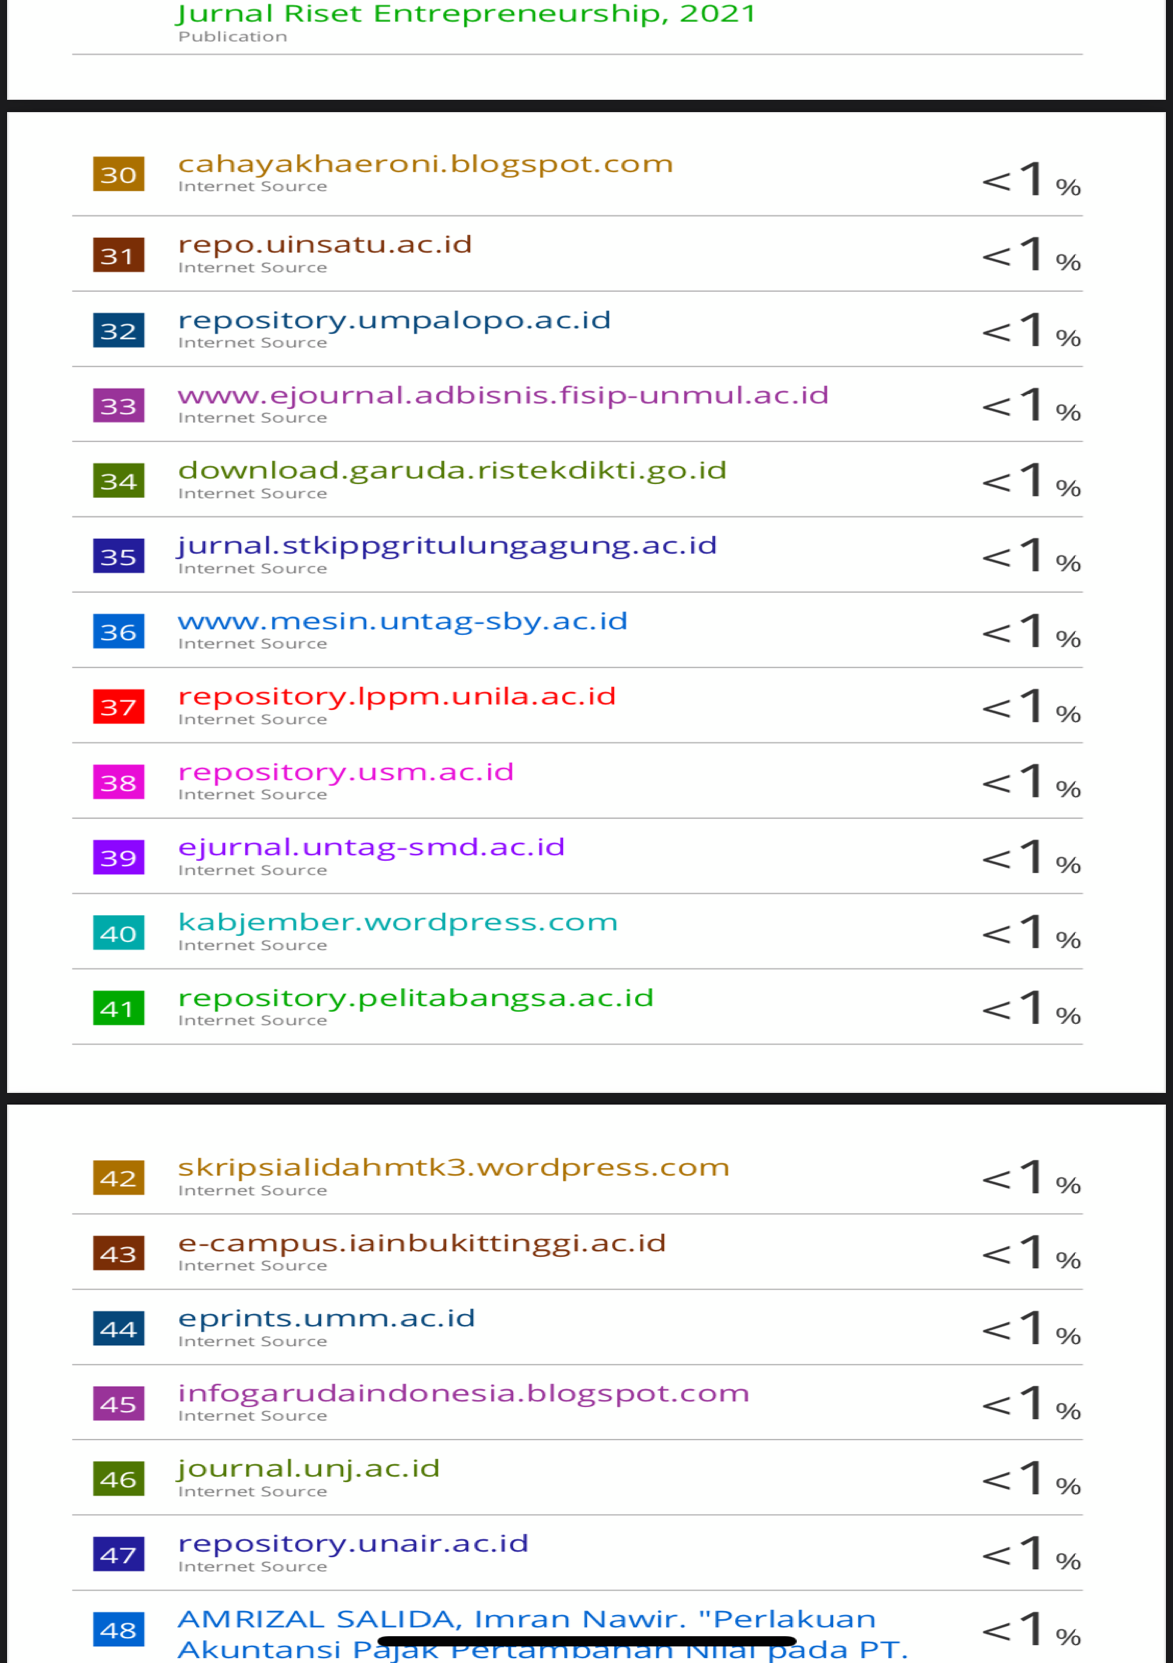 Jurnal Riset Entrepreneurship, 2021
Publication
30 cahayakhaeroni.blogspot.com <1%
Internet Source
31 repo.uinsatu.ac.id <1%
Internet Source
32 repository.umpalopo.ac.id <1%
Internet Source
33 www.ejournal.adbisnis.fisip-unmul.ac.id <1%
Internet Source
34 download.garuda.ristekdikti.go.id <1%
Internet Source
35 jurnal.stkippgritulungagung.ac.id <1%
Internet Source
36 www.mesin.untag-sby.ac.id <1%
Internet Source
37 repository.lppm.unila.ac.id <1%
Internet Source
38 repository.usm.ac.id <1%
Internet Source
39 ejurnal.untag-smd.ac.id <1%
Internet Source
40 kabjember.wordpress.com <1%
Internet Source
41 repository.pelitabangsa.ac.id <1%
Internet Source
42 skripsialidahmtk3.wordpress.com <1%
Internet Source
43 e-campus.iainbukittinggi.ac.id <1%
Internet Source
44 eprints.umm.ac.id <1%
Internet Source
45 infogarudaindonesia.blogspot.com <1%
Internet Source
46 journal.unj.ac.id <1%
Internet Source
47 repository.unair.ac.id <1%
Internet Source
48 AMRIZAL SALIDA, Imran Nawir. "Perlakuan <1%
Akuntansi Pajak Pertambahan Nilai pada PT.